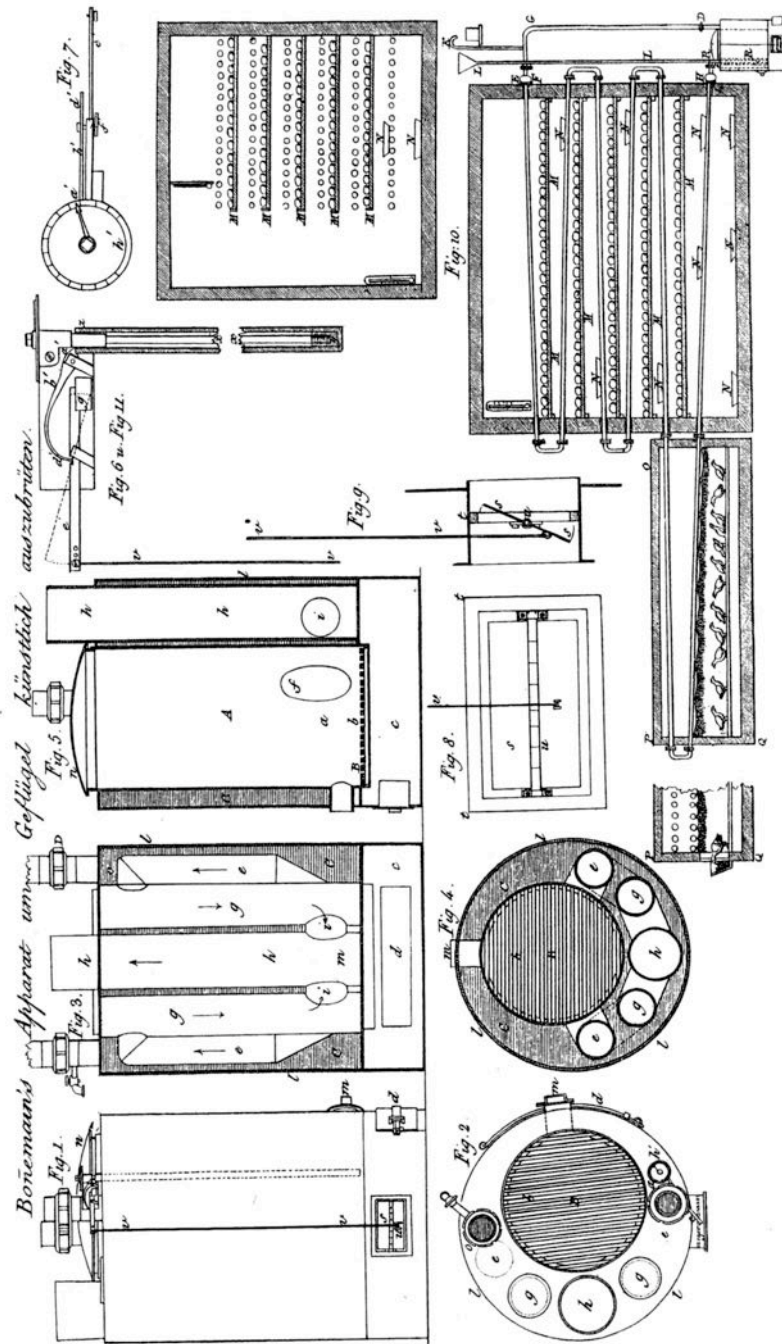 Bonemain's Apparat um Geflügel künstlich auszubrüten.
Fig. 1.
n
v
v
s
u
m
d
Fig. 3.
h
D
l
e
g
h
g
e
i
i
m
C
C
c
d
l
Fig. 5.
n
h
h
l
A
f
i
a
b
B
c
Fig. 6 u. Fig. 11.
b'
d
e
g
z
x
x
v
v
Fig. 7.
a'
b'
d'
c
f
h'
Fig. 2.
m
d
l
e
g
h
g
e
l
B
Fig. 4.
m
l
C
C
B
e
g
h
g
e
l
l
Fig. 8.
t
t
v
s
u
Fig. 9.
v
v
t
s
s
u
M
M
M
M
M
M
N
N
Fig. 10.
K
L
G
D
E
F
L
H
B
R
M
M
M
M
M
N
N
N
N
N
N
N
N
N
O
P
Q
P
Q